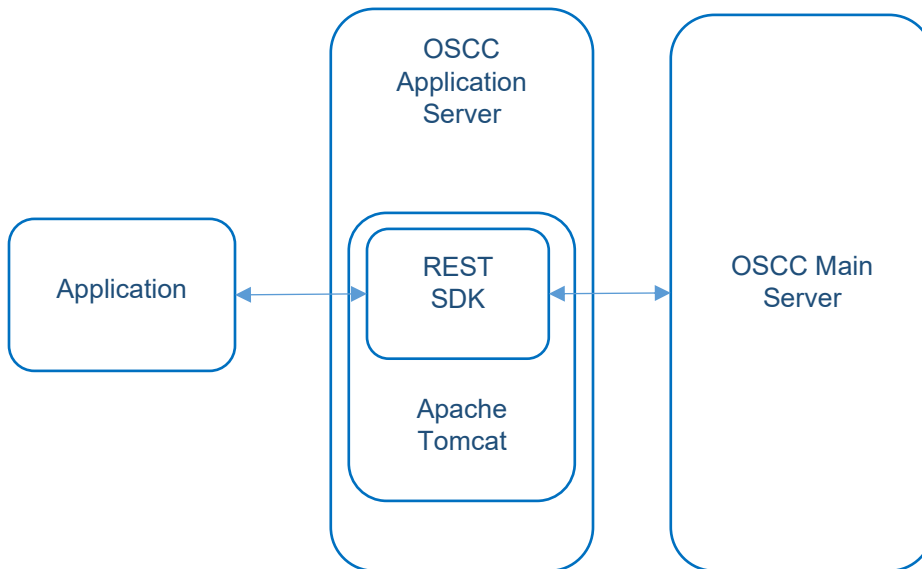 OSCC
Application
Server
Application
REST
SDK
Apache
Tomcat
OSCC Main
Server